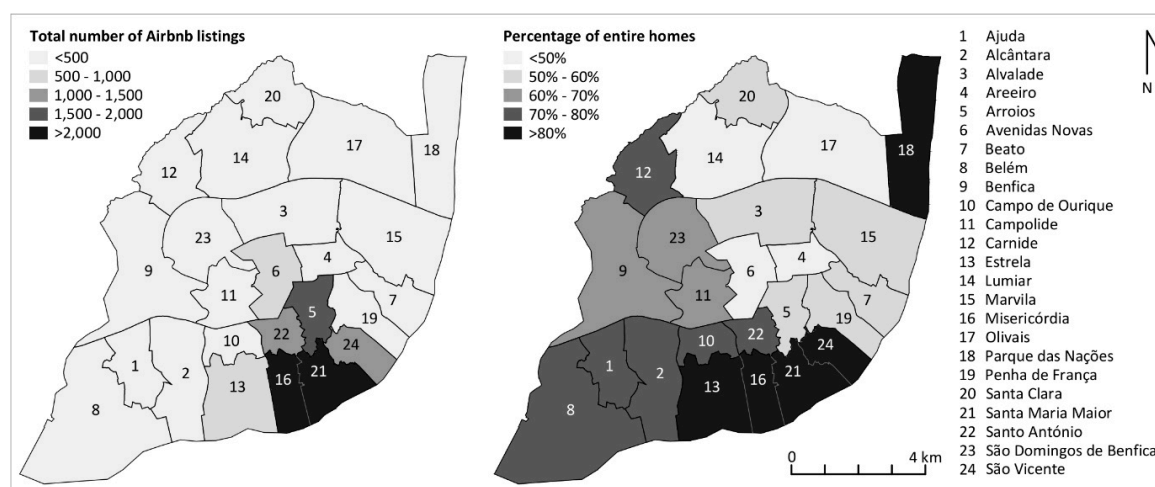 Total number of Airbnb listings
<500
500 - 1,000
1,000 - 1,500
1,500 - 2,000
>2,000
20
17
18
14
12
3
15
23
4
6
9
11
7
5
19
22
10
24
1
2
21
16
13
8
Percentage of entire homes
<50%
50% - 60%
60% - 70%
70% - 80%
>80%
20
17
18
14
12
3
15
23
4
6
9
11
7
5
19
22
10
24
1
2
21
16
13
8
0 4 km
1 Ajuda
2 Alcântara
3 Alvalade
4 Areeiro
5 Arroios
6 Avenidas Novas
7 Beato
8 Belém
9 Benfica
10 Campo de Ourique
11 Campolide
12 Carnide
13 Estrela
14 Lumiar
15 Marvila
16 Misericórdia
17 Olivais
18 Parque das Nações
19 Penha de França
20 Santa Clara
21 Santa Maria Maior
22 Santo António
23 São Domingos de Benfica
24 São Vicente
N